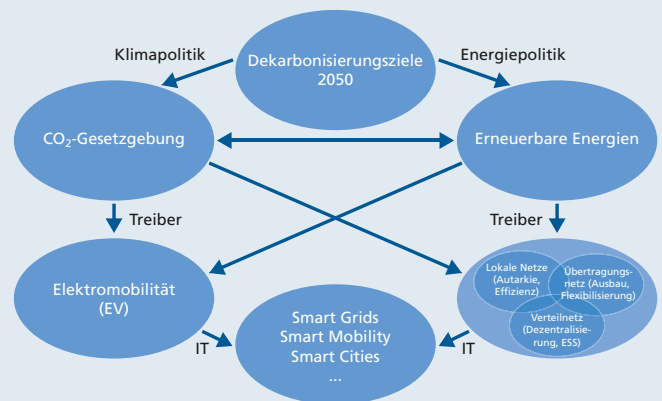 Klimapolitik
Dekarbonisierungsziele
2050
Energiepolitik
CO₂-Gesetzgebung
Erneuerbare Energien
Treiber
Treiber
Elektromobilität
(EV)
Lokale Netze
(Autarkie,
Effizienz)
Übertragungs-
netz (Ausbau,
Flexibilisierung)
Verteilnetz
(Dezentralisie-
rung, ESS)
IT
Smart Grids
Smart Mobility
Smart Cities
...
IT